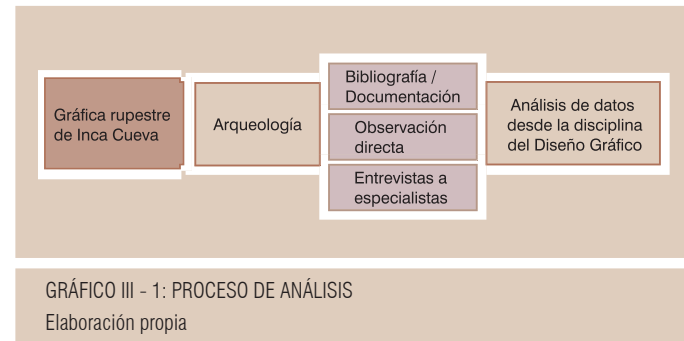 Gráfica rupestre
de Inca Cueva
Arqueología
Bibliografía /
Documentación
Observación
directa
Entrevistas a
especialistas
Análisis de datos
desde la disciplina
del Diseño Gráfico
GRÁFICO III - 1: PROCESO DE ANÁLISIS
Elaboración propia